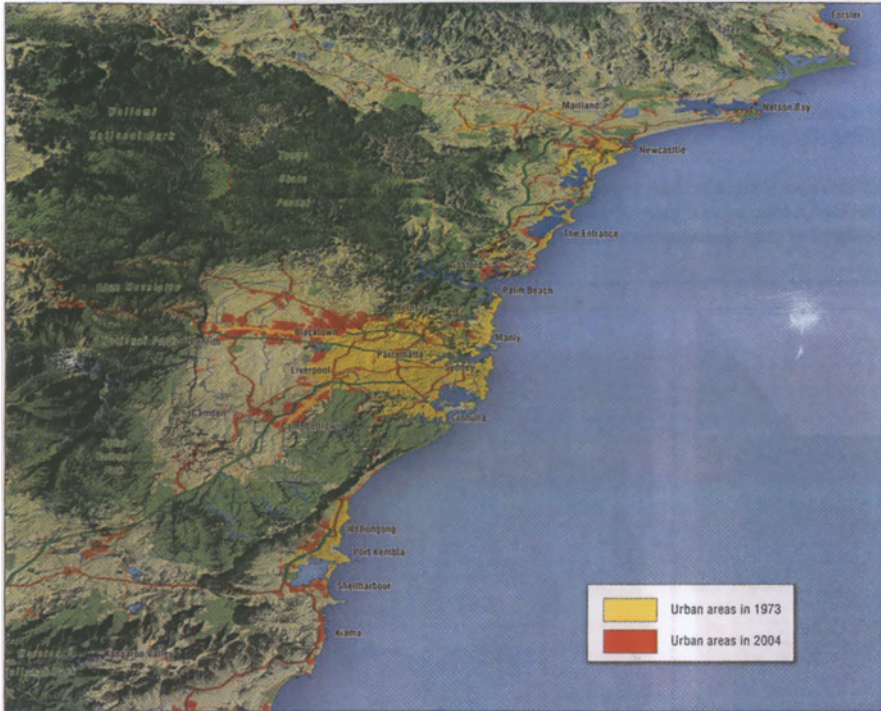 Forster
Maitland
Nelson Bay
Newcastle
The Entrance
Palm Beach
Blacktown
Manly
Parramatta
Sydney
Liverpool
Camden
Cronulla
Wollongong
Port Kembla
Shellharbour
Kiama
Urban areas in 1973
Urban areas in 2004